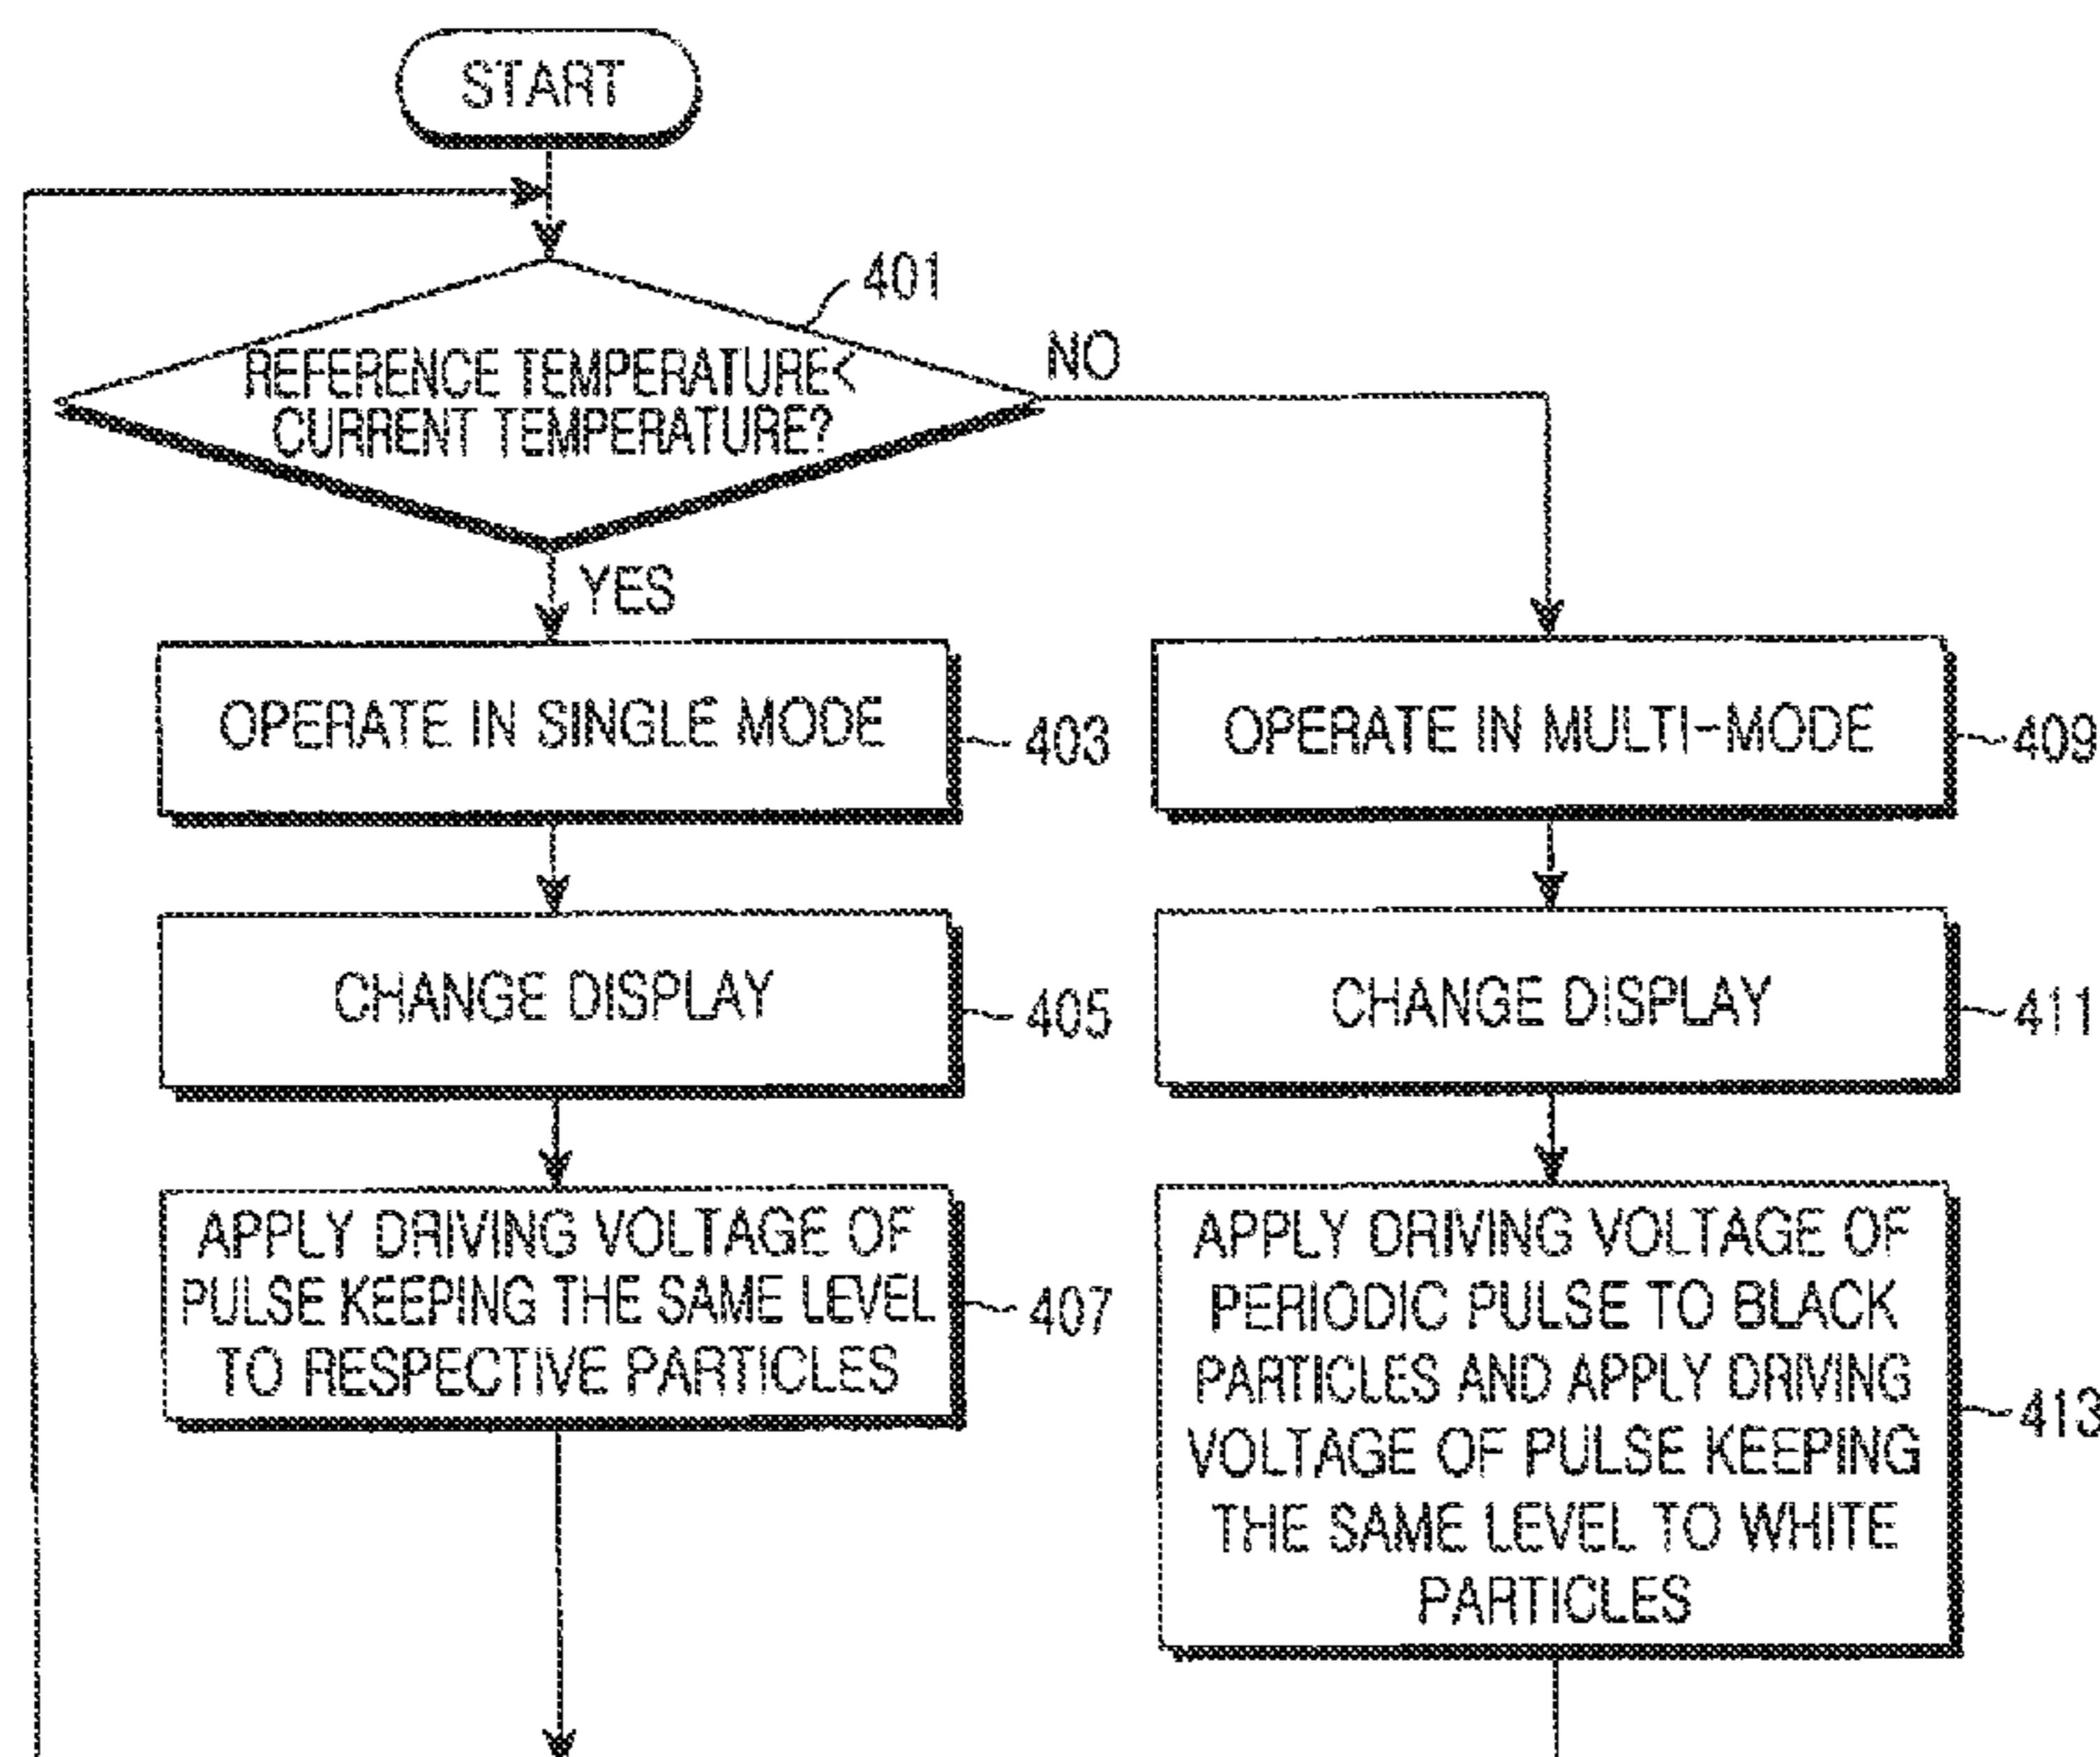 START
401
REFERENCE TEMPERATURE<
CURRENT TEMPERATURE?
NO
YES
OPERATE IN SINGLE MODE
403
OPERATE IN MULTI-MODE
409
CHANGE DISPLAY
405
CHANGE DISPLAY
411
APPLY DRIVING VOLTAGE OF
PULSE KEEPING THE SAME LEVEL
TO RESPECTIVE PARTICLES
407
APPLY DRIVING VOLTAGE OF
PERIODIC PULSE TO BLACK
PARTICLES AND APPLY DRIVING
VOLTAGE OF PULSE KEEPING
THE SAME LEVEL TO WHITE
PARTICLES
413